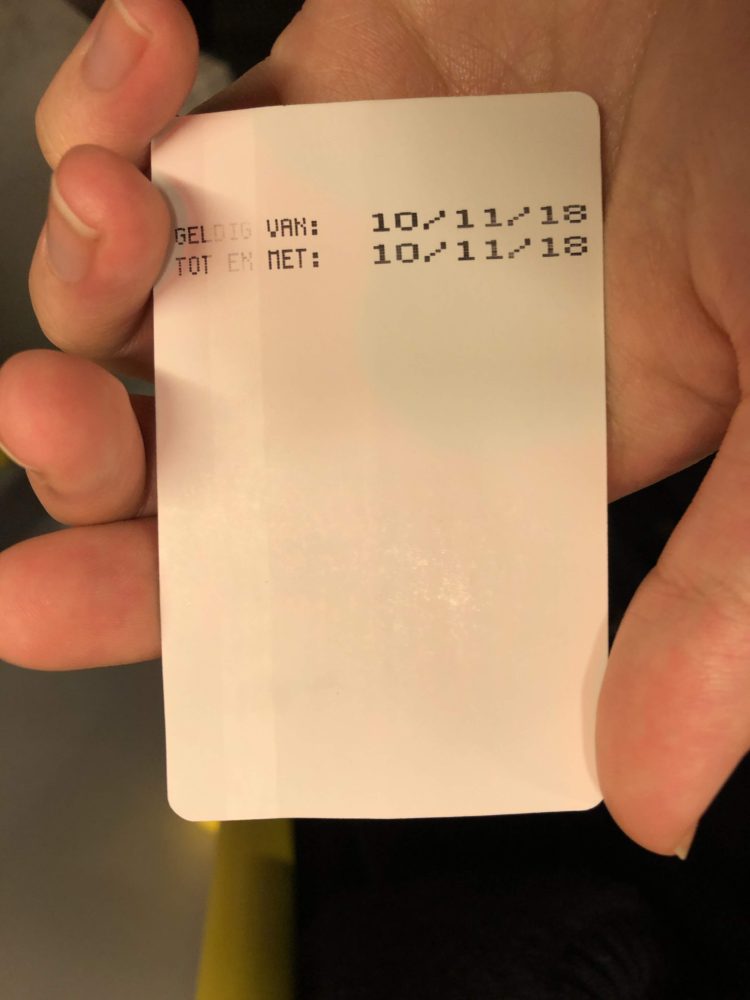 GELDIG VAN: 10/11/18
TOT EN MET: 10/11/18